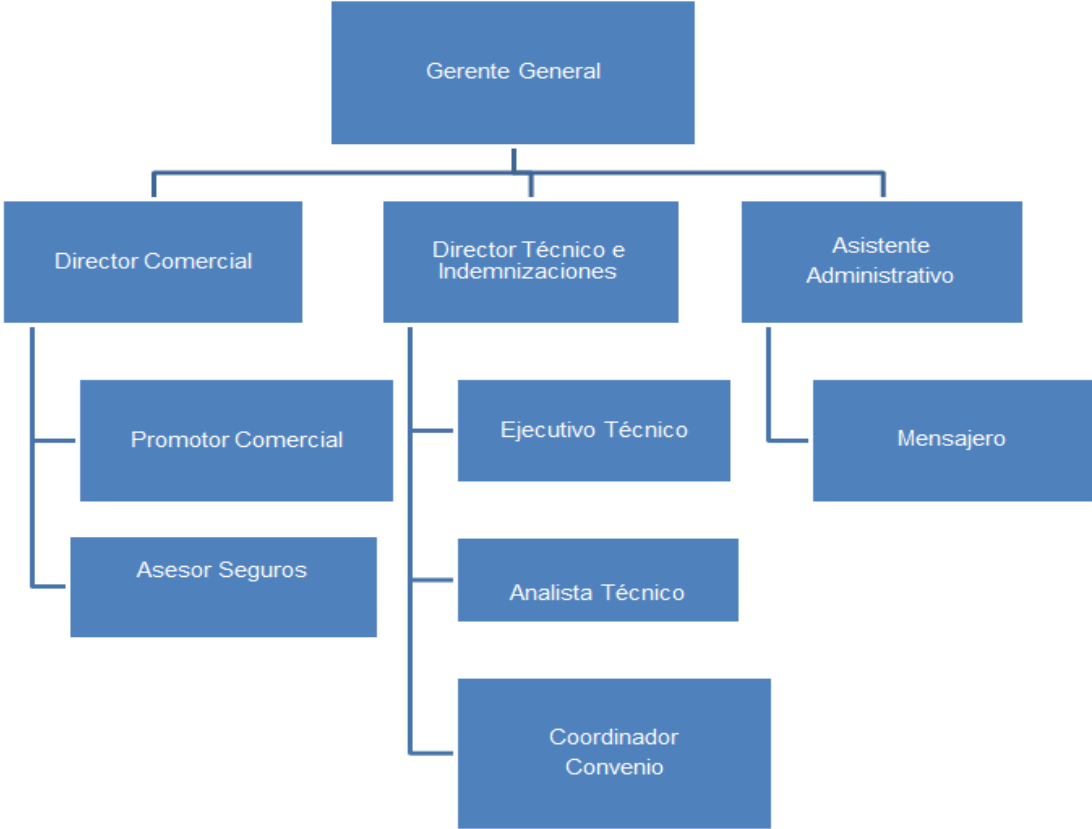 Gerente General
Director Comercial
Director Técnico e
Indemnizaciones
Asistente
Administrativo
Promotor Comercial
Ejecutivo Técnico
Mensajero
Asesor Seguros
Analista Técnico
Coordinador
Convenio